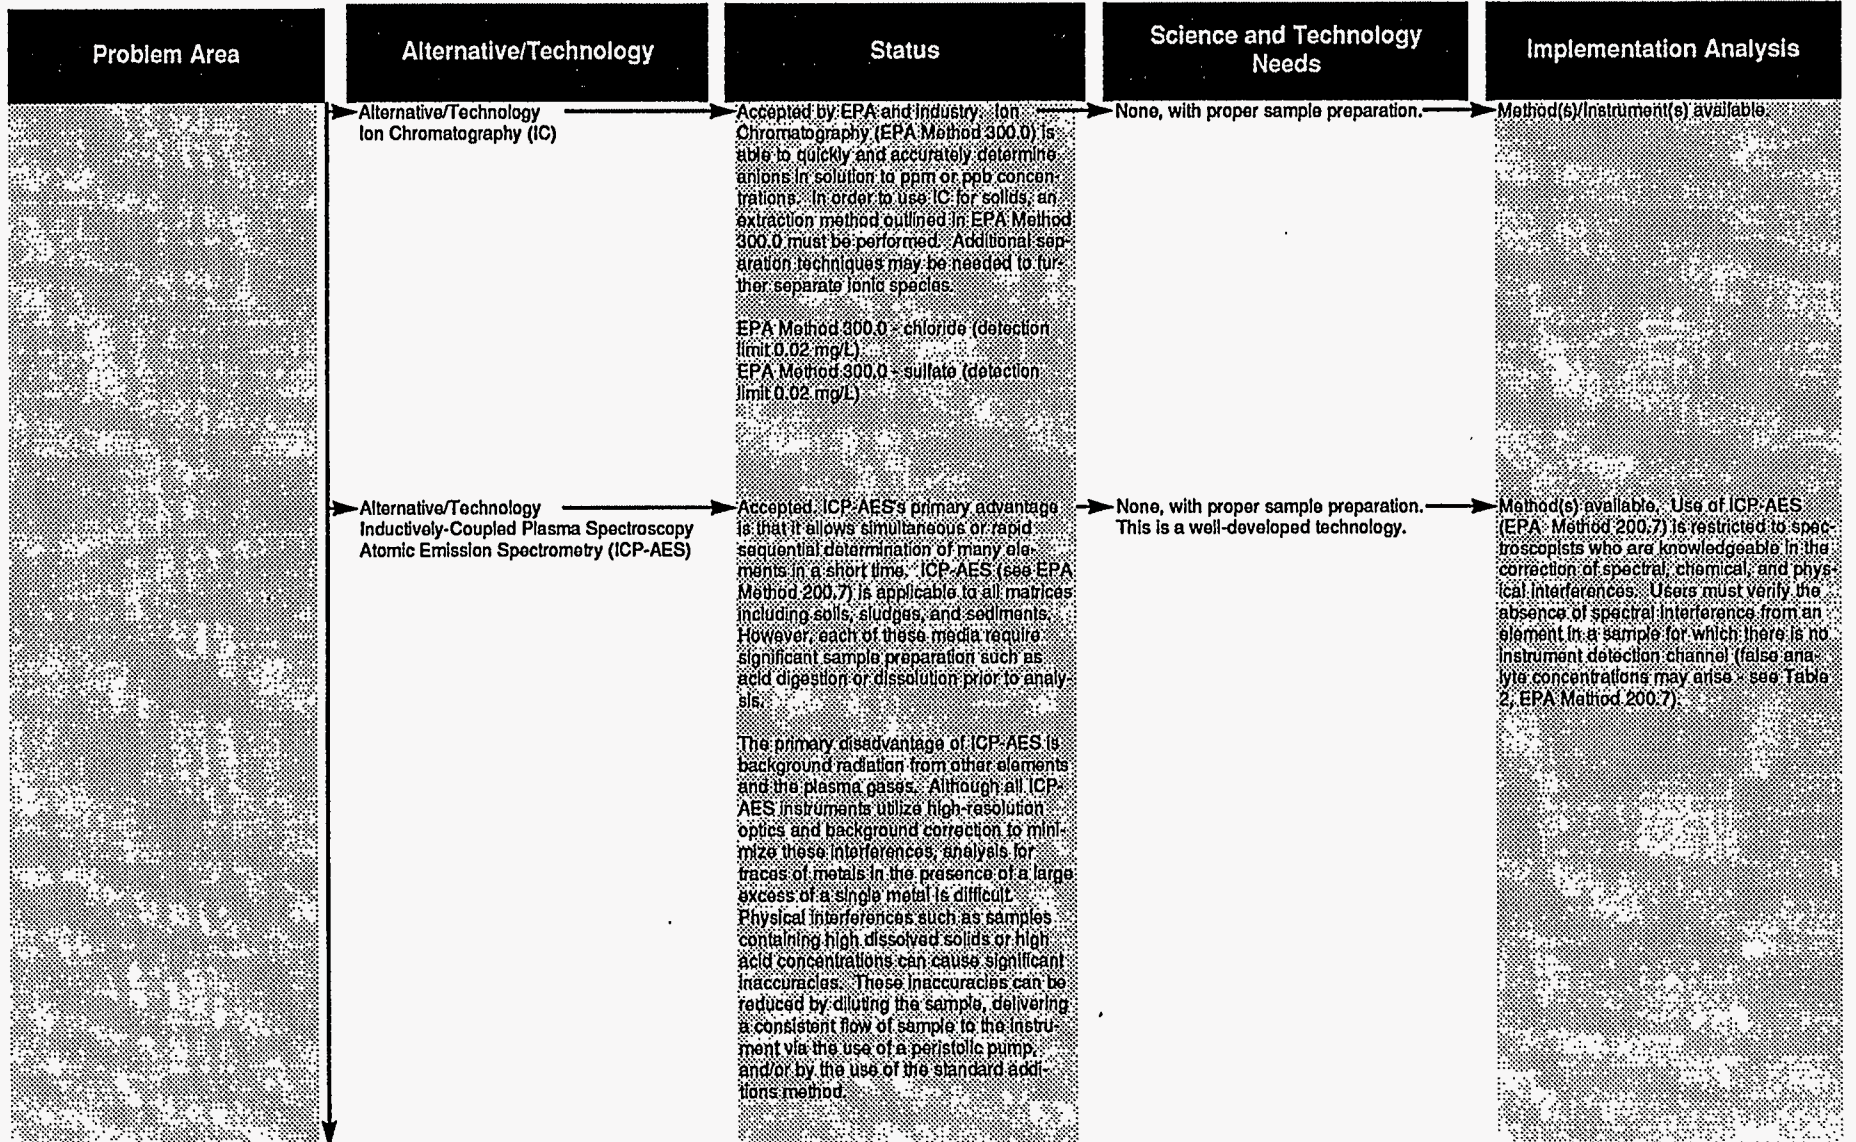 Problem Area
Alternative/Technology
Status
Science and Technology
Needs
Implementation Analysis
Alternative/Technology
Ion Chromatography (IC)
Accepted by EPA and industry. Ion
Chromatography (EPA Method 300.0) is
able to quickly and accurately determine
anions in solution to ppm or ppb concen-
trations. In order to use IC for solids, an
extraction method outlined in EPA Method
300.0 must be performed. Additional sep-
aration techniques may be needed to fur-
ther separate ionic species.
EPA Method 300.0 - chloride (detection
limit 0.02 mg/L)
EPA Method 300.0 - sulfate (detection
limit 0.02 mg/L)
None, with proper sample preparation.
Method(s)/Instrument(s) available.
Alternative/Technology
Inductively-Coupled Plasma Spectroscopy
Atomic Emission Spectrometry (ICP-AES)
Accepted. ICP-AES's primary advantage
is that it allows simultaneous or rapid
sequential determination of many ele-
ments in a short time. ICP-AES (see EPA
Method 200.7) is applicable to all matrices
including soils, sludges, and sediments.
However, each of these media require
significant sample preparation such as
acid digestion or dissolution prior to analy-
sis.
The primary disadvantage of ICP-AES is
background radiation from other elements
and the plasma gases. Although all ICP-
AES instruments utilize high-resolution
optics and background correction to mini-
mize these interferences, analysis for
traces of metals in the presence of a large
excess of a single metal is difficult.
Physical interferences such as samples
containing high dissolved solids or high
acid concentrations can cause significant
inaccuracies. These inaccuracies can be
reduced by diluting the sample, delivering
a consistent flow of sample to the instru-
ment via the use of a peristolic pump,
and/or by the use of the standard addi-
tions method.
None, with proper sample preparation.
This is a well-developed technology.
Method(s) available. Use of ICP-AES
(EPA Method 200.7) is restricted to spec-
troscopists who are knowledgeable in the
correction of spectral, chemical, and phys-
ical interferences. Users must verify the
absence of spectral interference from an
element in a sample for which there is no
instrument detection channel (false ana-
lyte concentrations may arise - see Table
2, EPA Method 200.7).